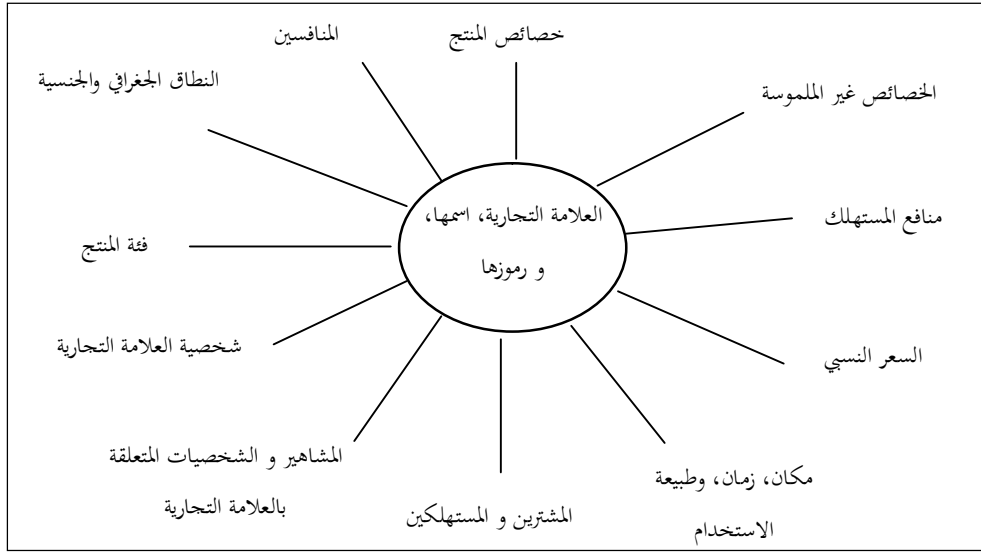 خصائص المنتج
المنافسين
النطاق الجغرافي والجنسية
الخصائص غير الملموسة
العلامة التجارية، اسمها،
و رموزها
منافع المستهلك
فئة المنتج
شخصية العلامة التجارية
السعر النسبي
المشاهير و الشخصيات المتعلقة
بالعلامة التجارية
مكان، زمان، وطبيعة
الاستخدام
المشترين و المستهلكين